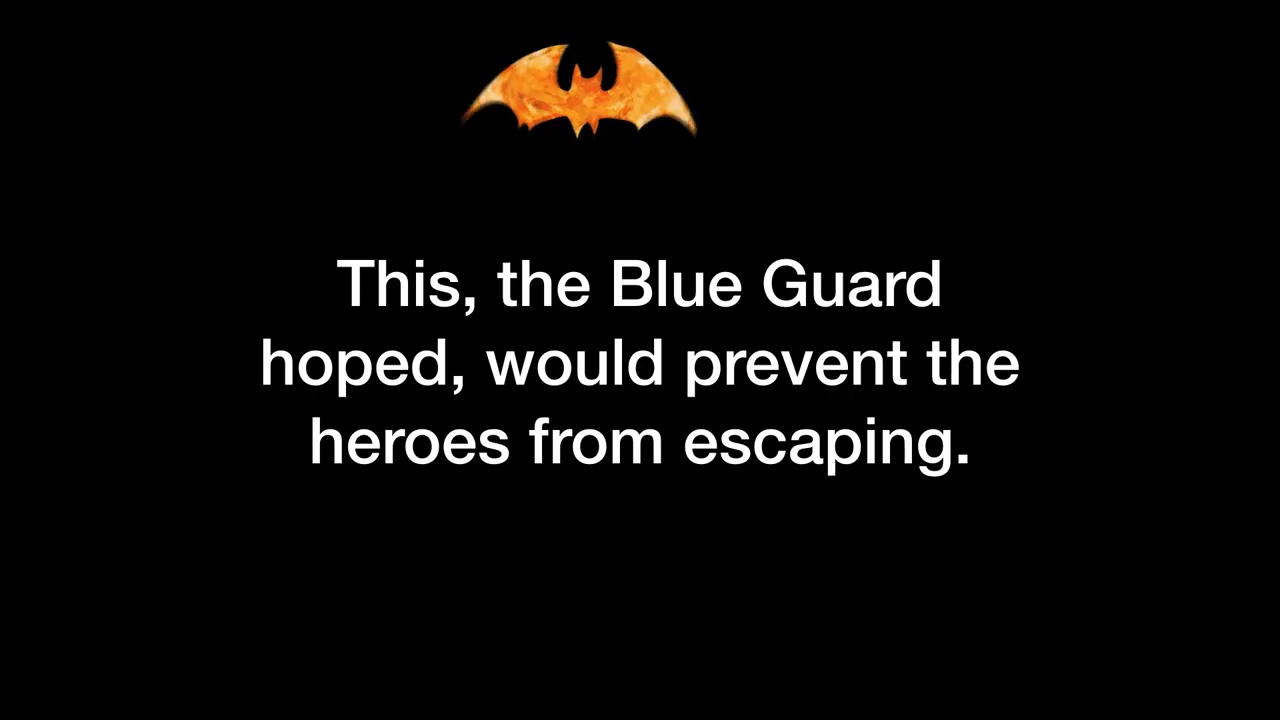 This, the Blue Guard
hoped, would prevent the
heroes from escaping.